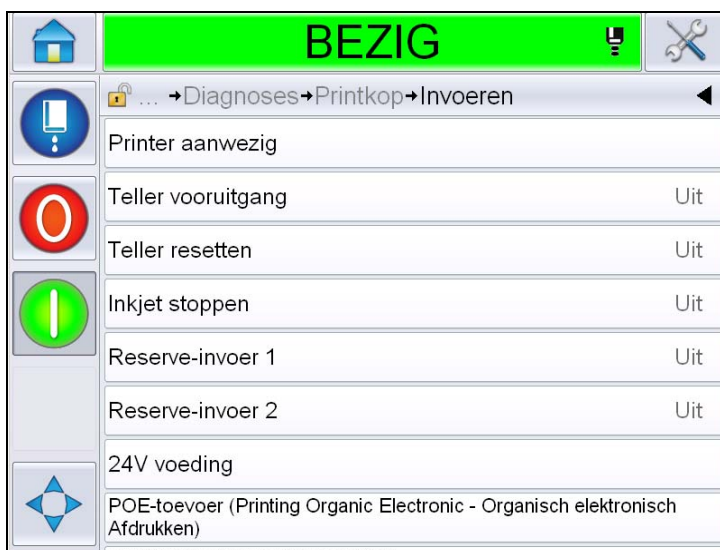 BEZIG
... →Diagnoses→Printkop→Invoeren
Printer aanwezig
Teller vooruitgang Uit
Teller resetten Uit
Inkjet stoppen Uit
Reserve-invoer 1 Uit
Reserve-invoer 2 Uit
24V voeding
POE-toevoer (Printing Organic Electronic - Organisch elektronisch
Afdrukken)